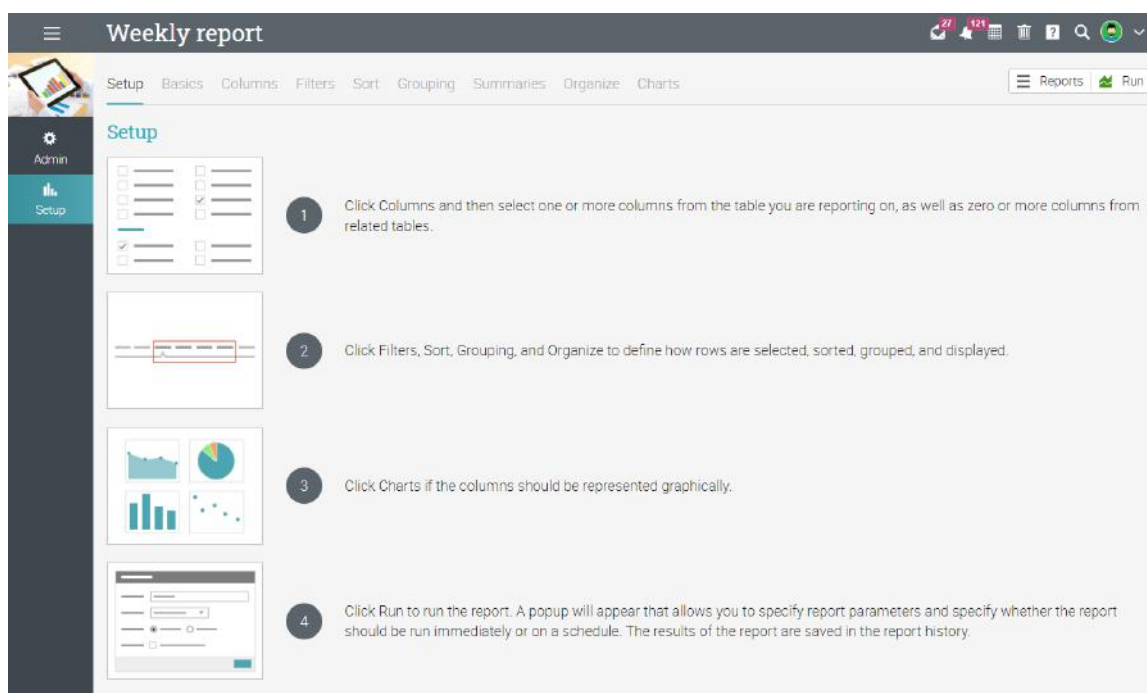 Weekly report
27
121
?
Setup Basics Columns Filters Sort Grouping Summaries Organize Charts
Reports Run
Admin
Setup
Setup
1
Click Columns and then select one or more columns from the table you are reporting on, as well as zero or more columns from
related tables.
2
Click Filters, Sort, Grouping, and Organize to define how rows are selected, sorted, grouped, and displayed.
3
Click Charts if the columns should be represented graphically.
4
Click Run to run the report. A popup will appear that allows you to specify report parameters and specify whether the report
should be run immediately or on a schedule. The results of the report are saved in the report history.